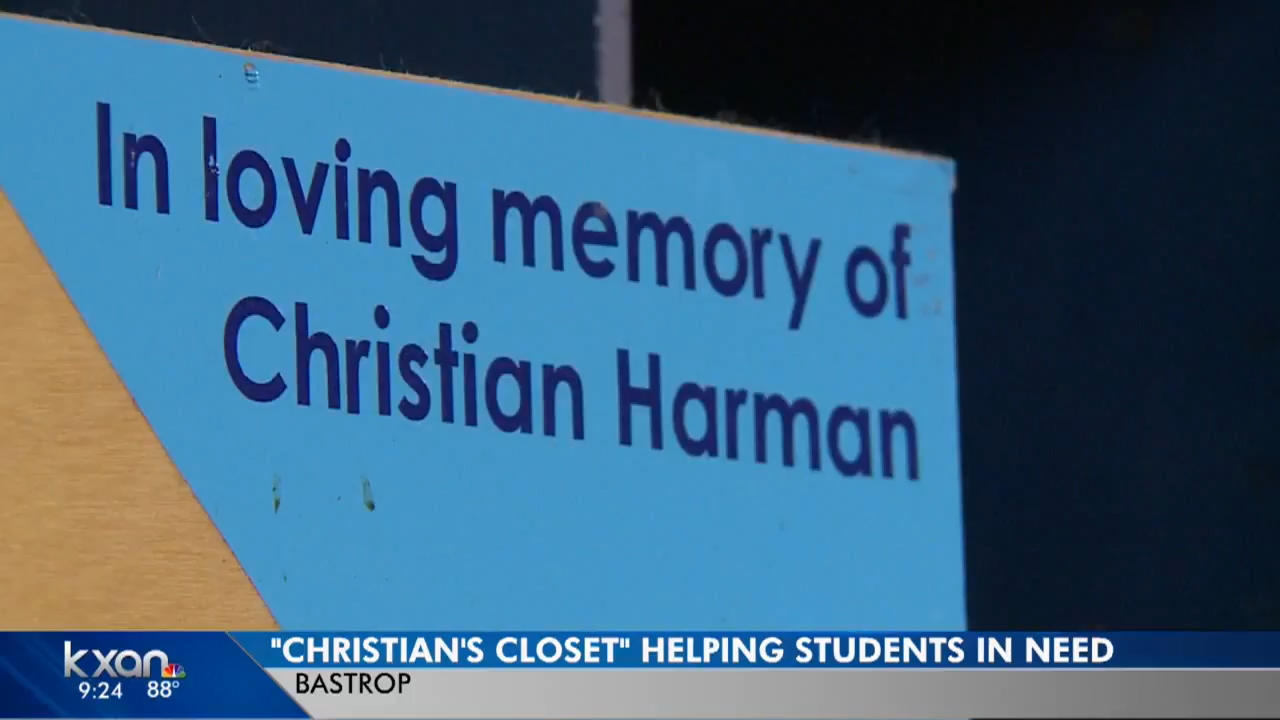 In loving memory of
Christian Harman
"CHRISTIAN'S CLOSET" HELPING STUDENTS IN NEED
BASTROP
kxan
9:24 88°